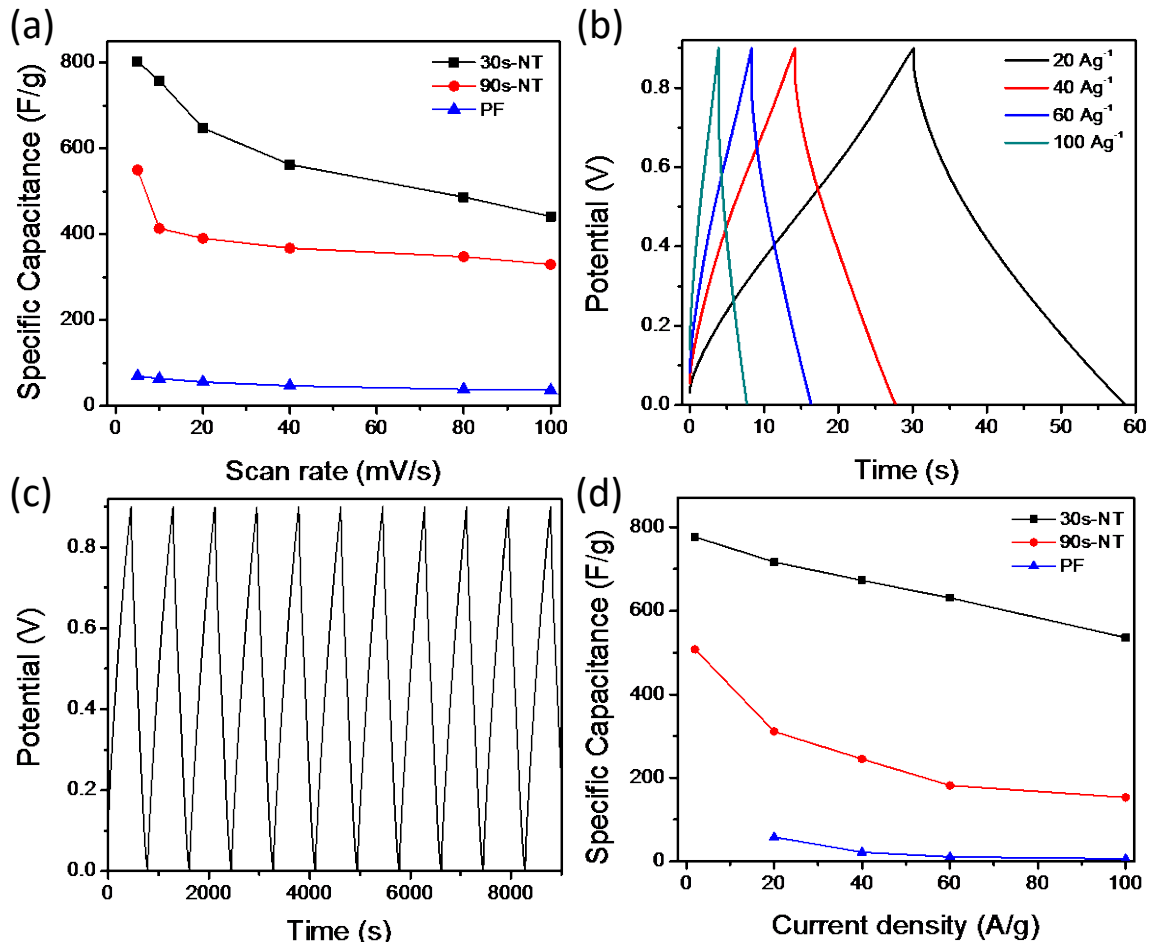 (a)
30s-NT
90s-NT
PF
800
600
400
200
0
0 20 40 60 80 100
Specific Capacitance (F/g)
Scan rate (mV/s)
(b)
20 Ag⁻¹
40 Ag⁻¹
60 Ag⁻¹
100 Ag⁻¹
0.8
0.6
0.4
0.2
0.0
0 10 20 30 40 50 60
Potential (V)
Time (s)
(c)
0.8
0.6
0.4
0.2
0.0
0 2000 4000 6000 8000
Potential (V)
Time (s)
(d)
30s-NT
90s-NT
PF
800
600
400
200
0
0 20 40 60 80 100
Specific Capacitance (F/g)
Current density (A/g)